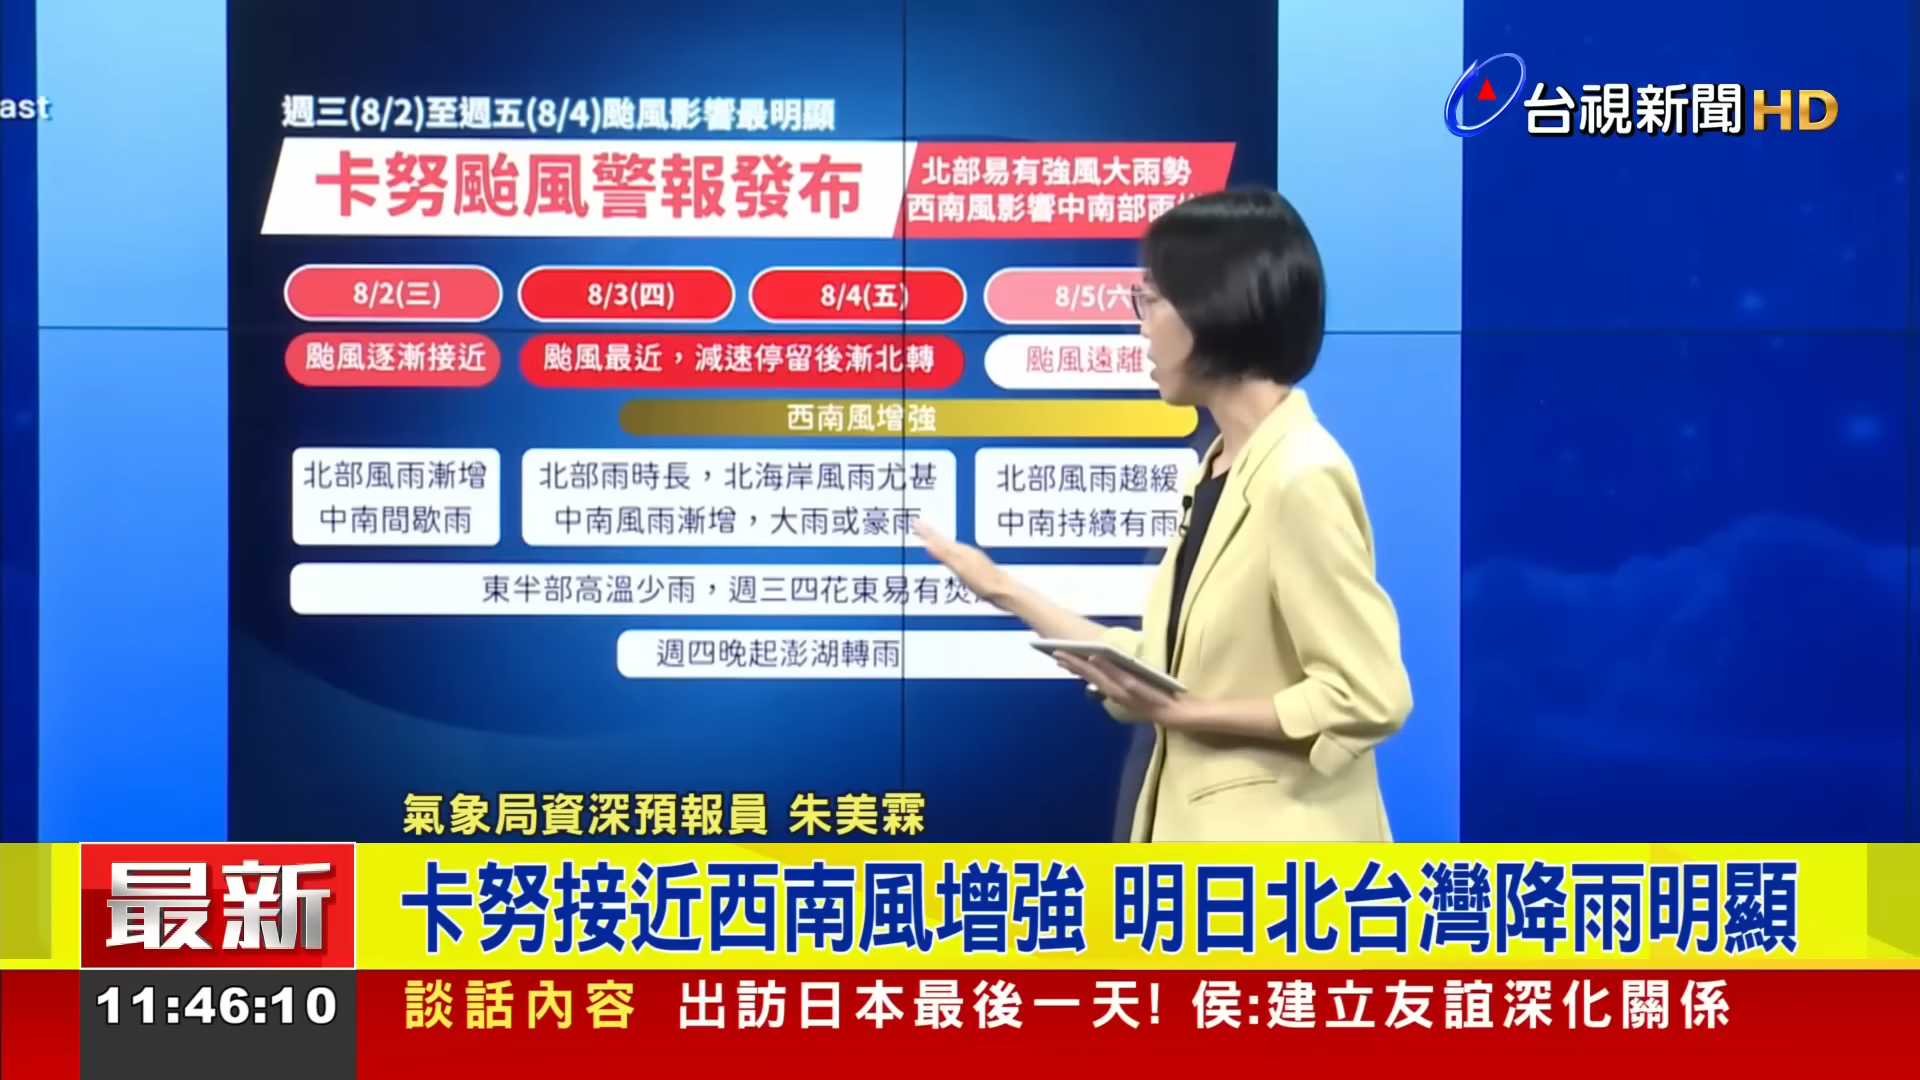 ast
台視新聞HD
週三(8/2)至週五(8/4)颱風影響最明顯
卡努颱風警報發布
北部易有強風大雨勢
西南風影響中南部雨
8/2(三)
8/3(四)
8/4(五)
8/5(六
颱風逐漸接近
颱風最近，減速停留後漸北轉
颱風遠離
西南風增強
北部風雨漸增
中南間歇雨
北部雨時長，北海岸風雨尤甚
中南風雨漸增，大雨或豪雨
北部風雨趨緩
中南持續有雨
東半部高溫少雨，週三四花東易有焚
週四晚起澎湖轉雨
氣象局資深預報員 朱美霖
最新
卡努接近西南風增強 明日北台灣降雨明顯
11:46:10
談話內容 出訪日本最後一天! 侯:建立友誼深化關係